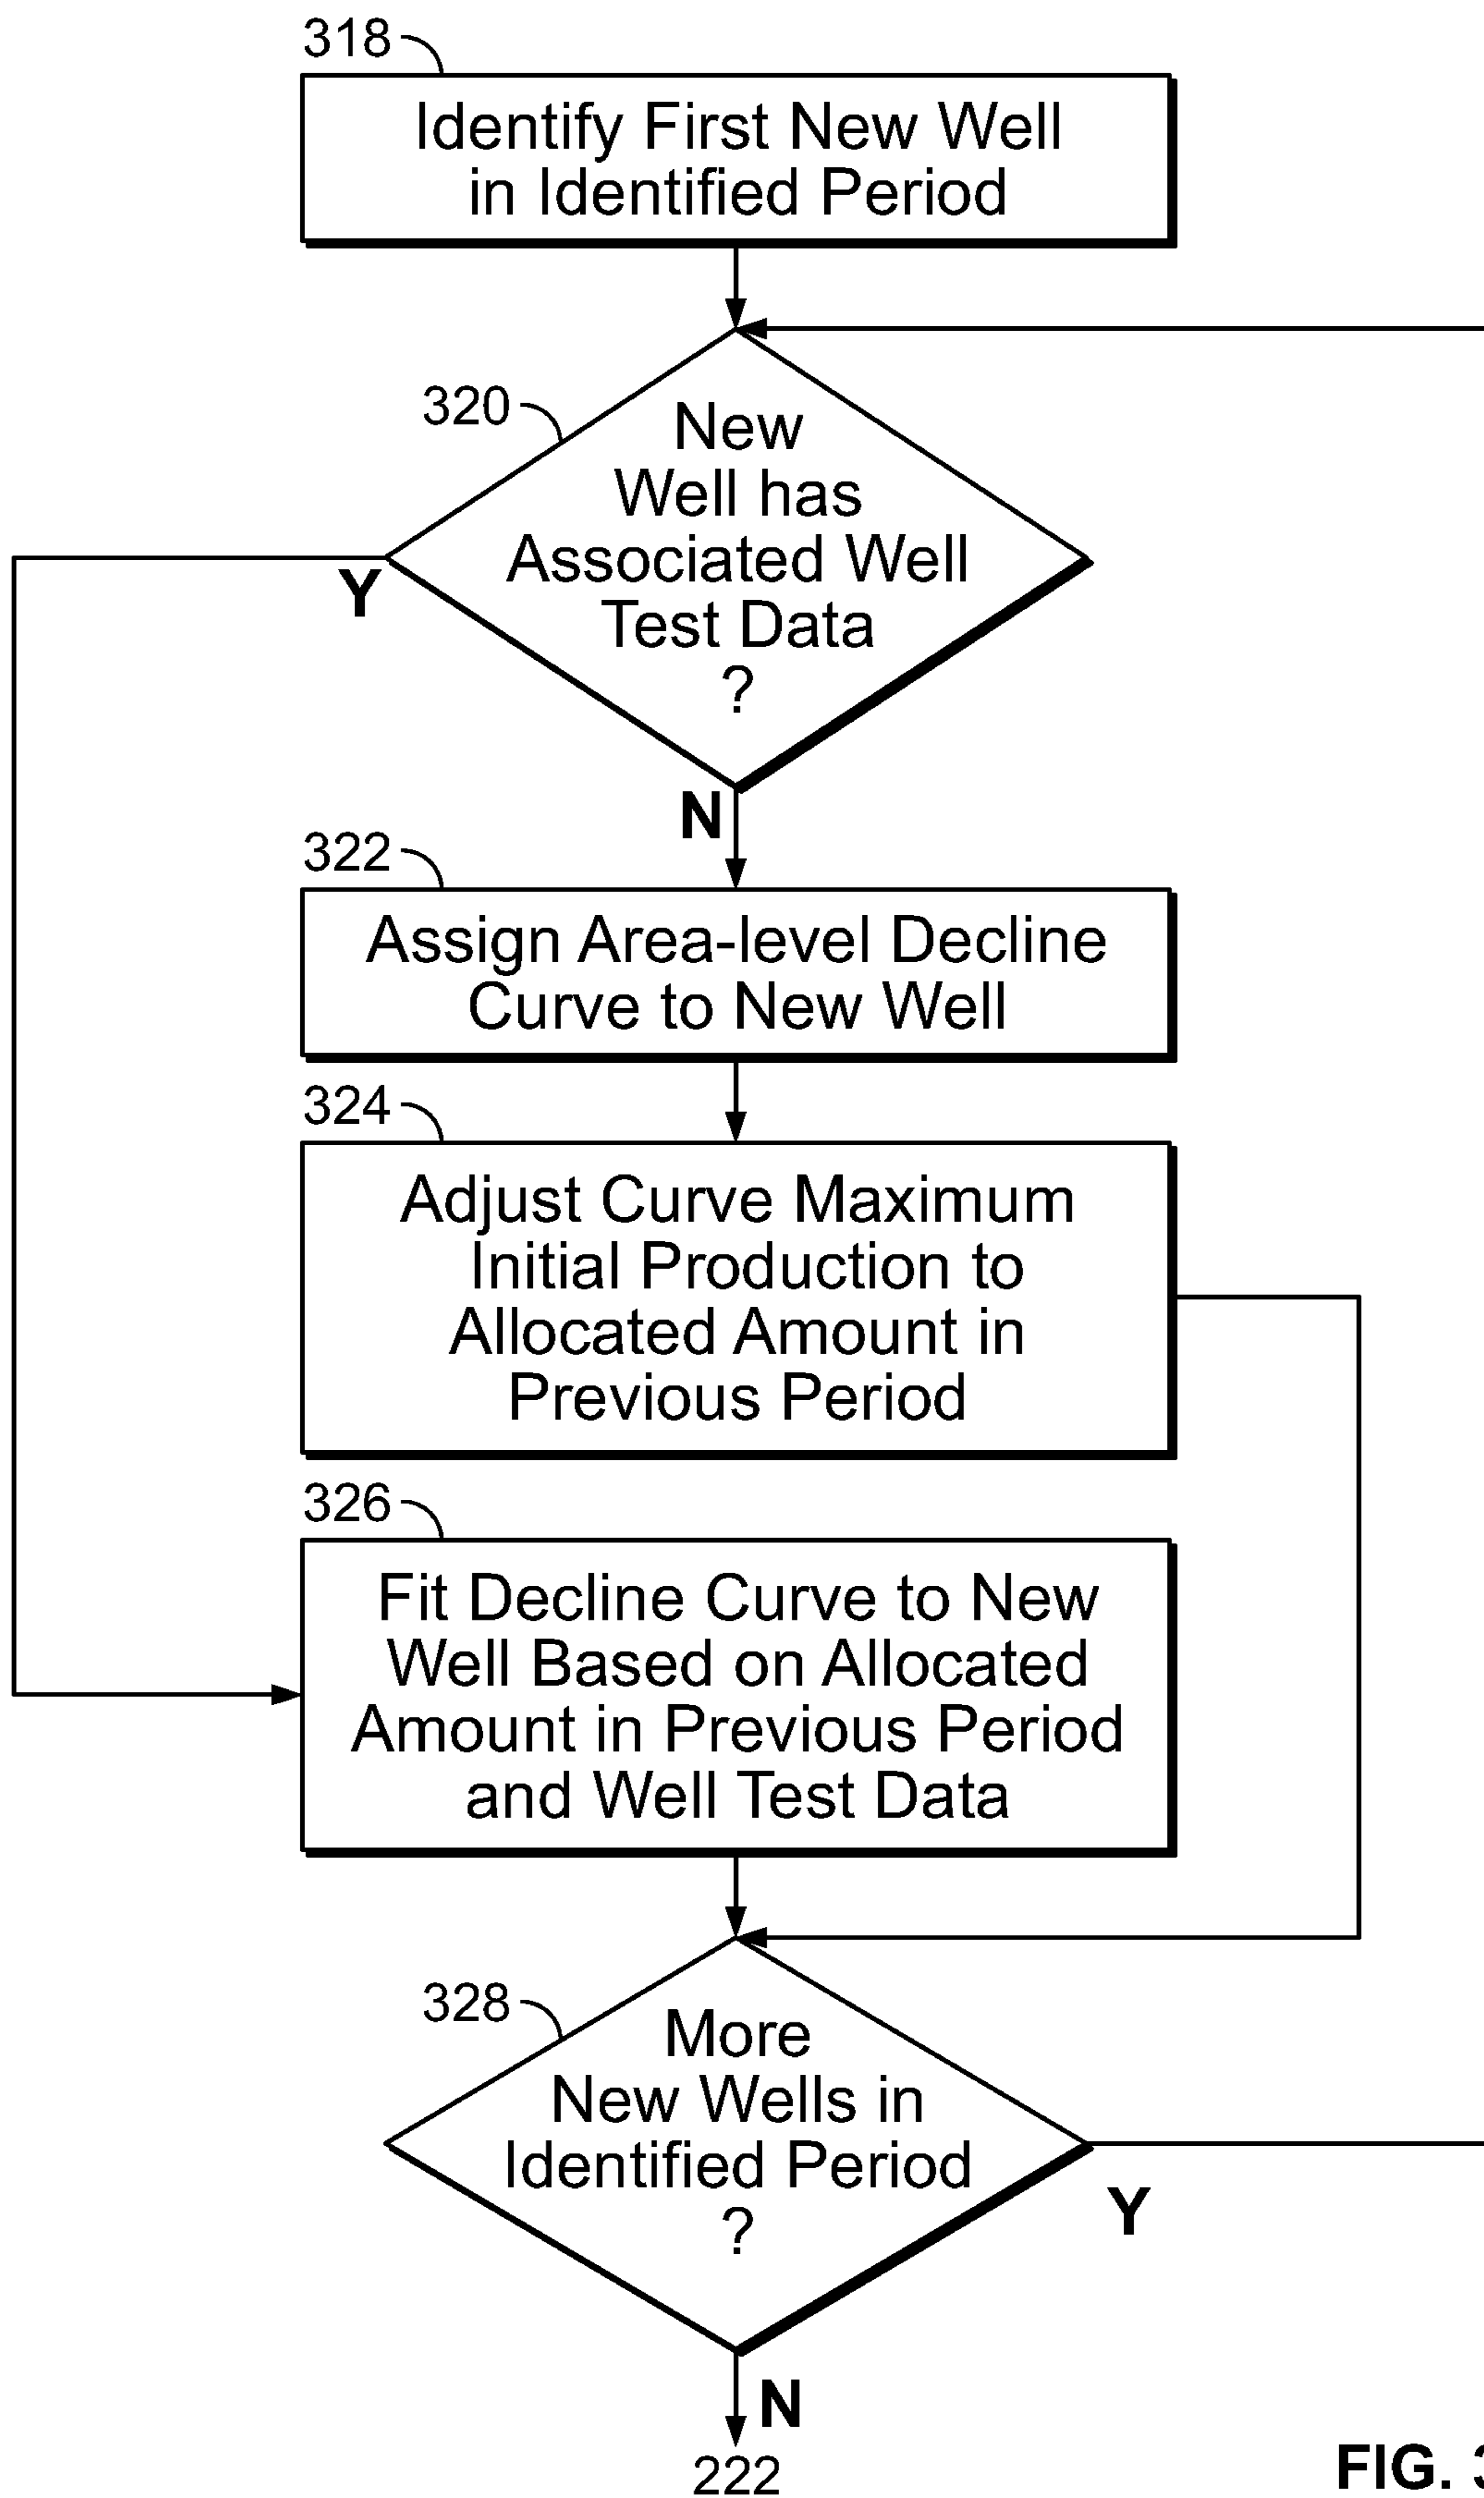 318
Identify First New Well
in Identified Period
320
New
Well has
Associated Well
Test Data
?
Y
N
322
Assign Area-level Decline
Curve to New Well
324
Adjust Curve Maximum
Initial Production to
Allocated Amount in
Previous Period
326
Fit Decline Curve to New
Well Based on Allocated
Amount in Previous Period
and Well Test Data
328
More
New Wells in
Identified Period
?
Y
N
222
FIG.